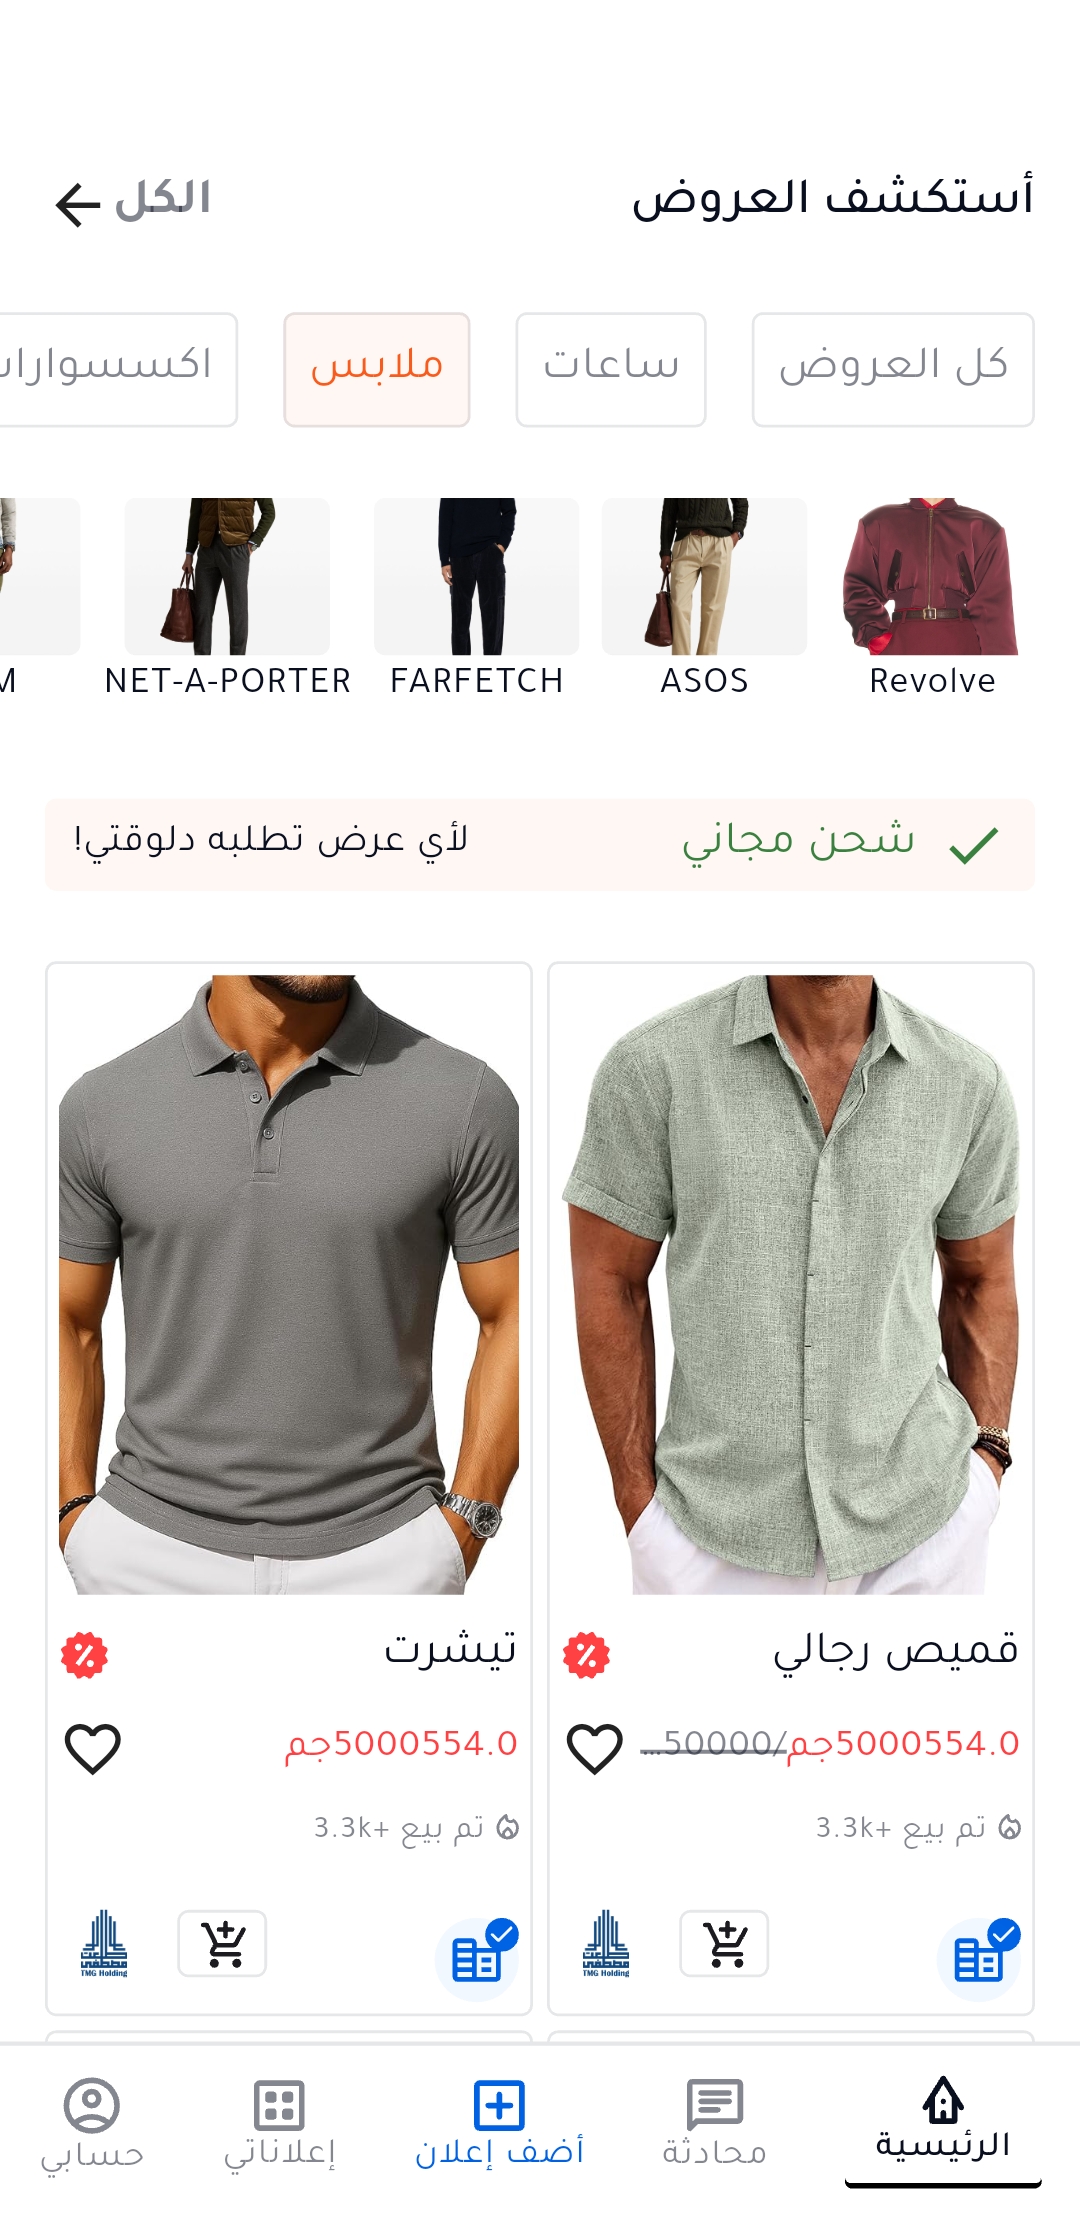 أستكشف العروض
الكل
كل العروض
ساعات
ملابس
اكسسوارا
Revolve
ASOS
FARFETCH
NET-A-PORTER
M
شحن مجاني
لأي عرض تطلبه دلوقتي!
قميص رجالي
5000554.0جم/50000...
تم بيع +3.3k
TMG Holding
تيشرت
5000554.0جم
تم بيع +3.3k
TMG Holding
الرئيسية
محادثة
أضف إعلان
إعلاناتي
حسابي